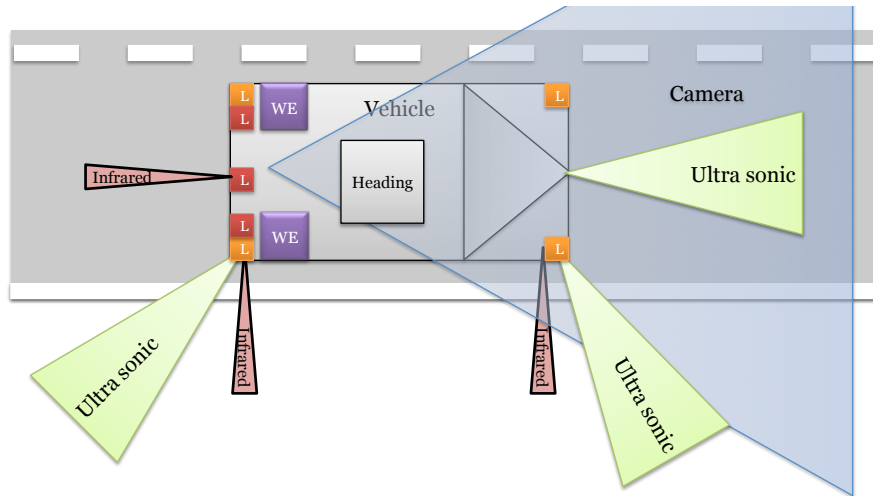 L
WE
Vehicle
L
Camera
L
Infrared
L
Heading
Ultra sonic
L
L
WE
L
Infrared
Infrared
Ultra sonic
Ultra sonic